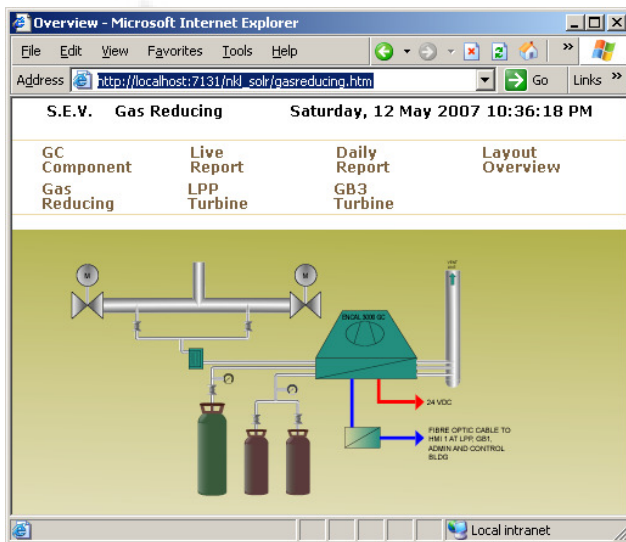 Overview - Microsoft Internet Explorer
File Edit View Favorites Tools Help »
Address http://localhost:7131/nkl_solr/gasreducing.htm Go Links »
S.E.V. Gas Reducing Saturday, 12 May 2007 10:36:18 PM
GC Component Live Report Daily Report Layout Overview
Gas Reducing LPP Turbine GB3 Turbine
M M
ENCAL 3000 GC
24 VDC
FIBRE OPTIC CABLE TO
HMI 1 AT LPP, GB1,
ADMIN AND CONTROL
BLDG
Local intranet